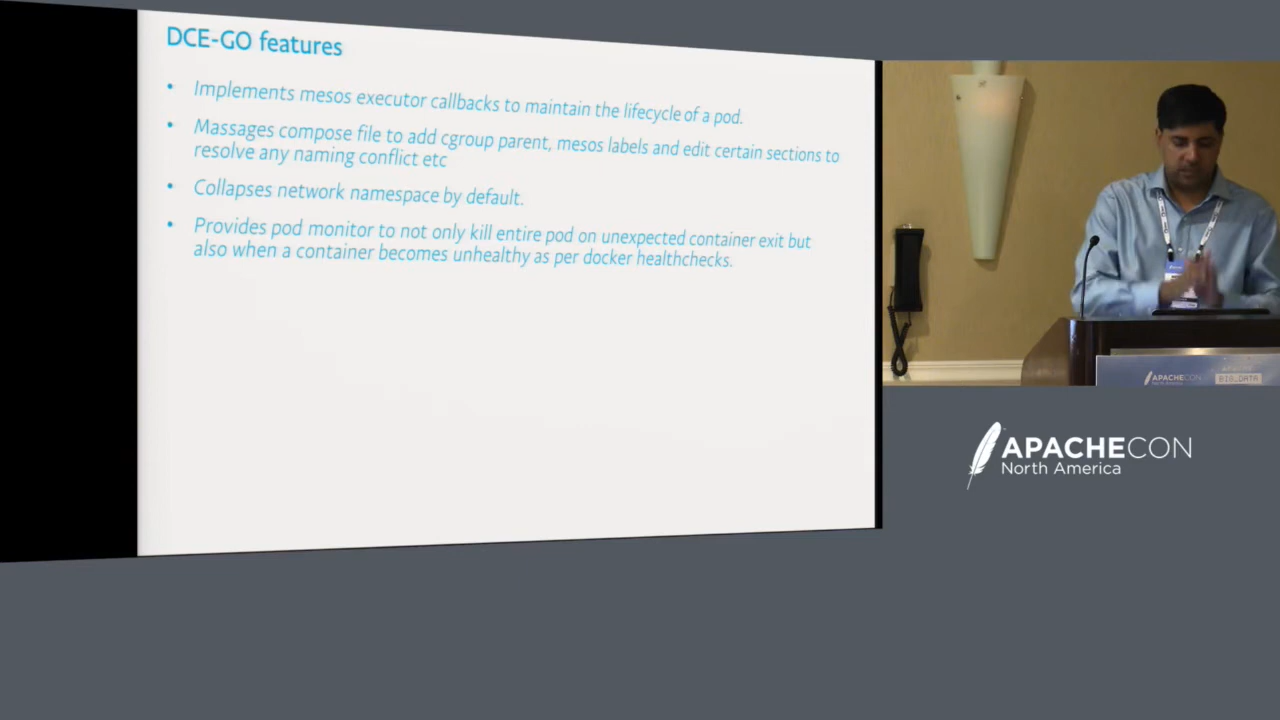 DCE-GO features
• Implements mesos executor callbacks to maintain the lifecycle of a pod.
• Massages compose file to add cgroup parent, mesos labels and edit certain sections to
resolve any naming conflict etc
• Collapses network namespace by default.
• Provides pod monitor to not only kill entire pod on unexpected container exit but
also when a container becomes unhealthy as per docker healthchecks.
APACHECON
BIG_DATA
APACHECON
North America